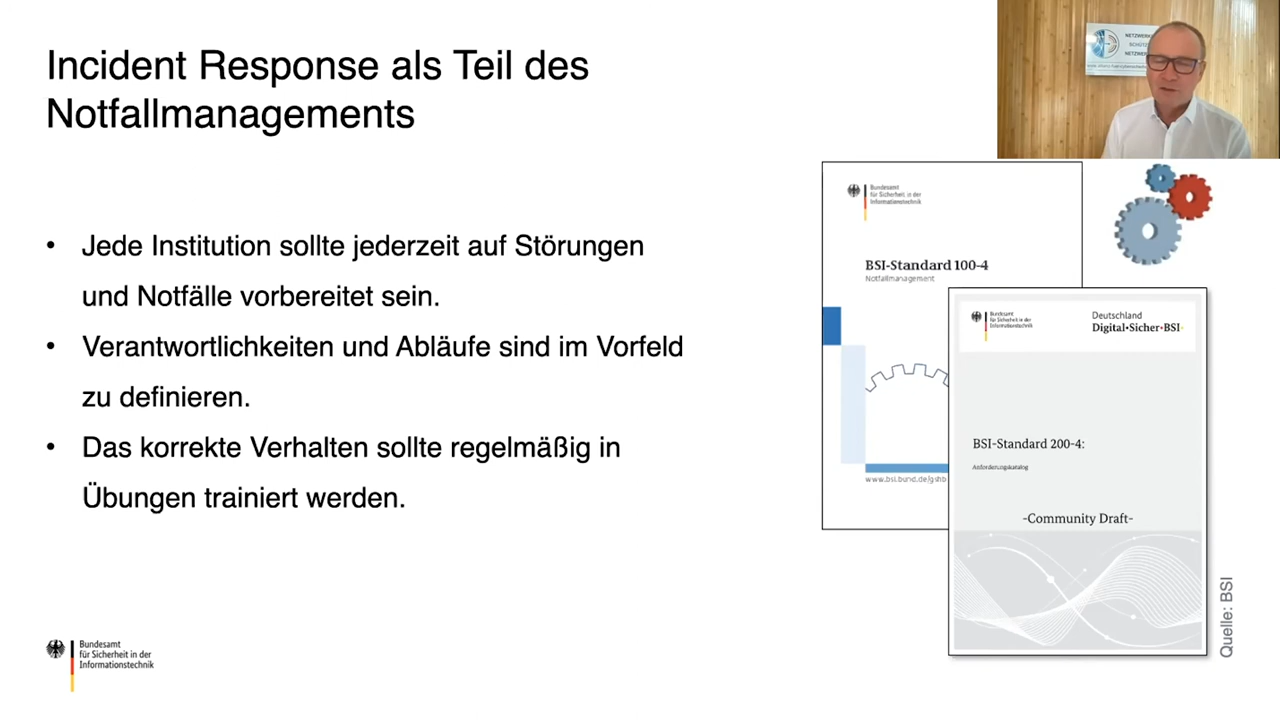 Incident Response als Teil des
Notfallmanagements
NETZWERKE
SCHÜTZEN
NETZWERKE
• Jede Institution sollte jederzeit auf Störungen
und Notfälle vorbereitet sein.
• Verantwortlichkeiten und Abläufe sind im Vorfeld
zu definieren.
• Das korrekte Verhalten sollte regelmäßig in
Übungen trainiert werden.
Bundesamt
für Sicherheit in der
Informationstechnik
BSI-Standard 100-4
Notfallmanagement
www.bsi.bund.de/gshb
Bundesamt
für Sicherheit in der
Informationstechnik
Deutschland
Digital•Sicher•BSI•
BSI-Standard 200-4:
Anforderungskatalog
-Community Draft-
Quelle: BSI
Bundesamt
für Sicherheit in der
Informationstechnik